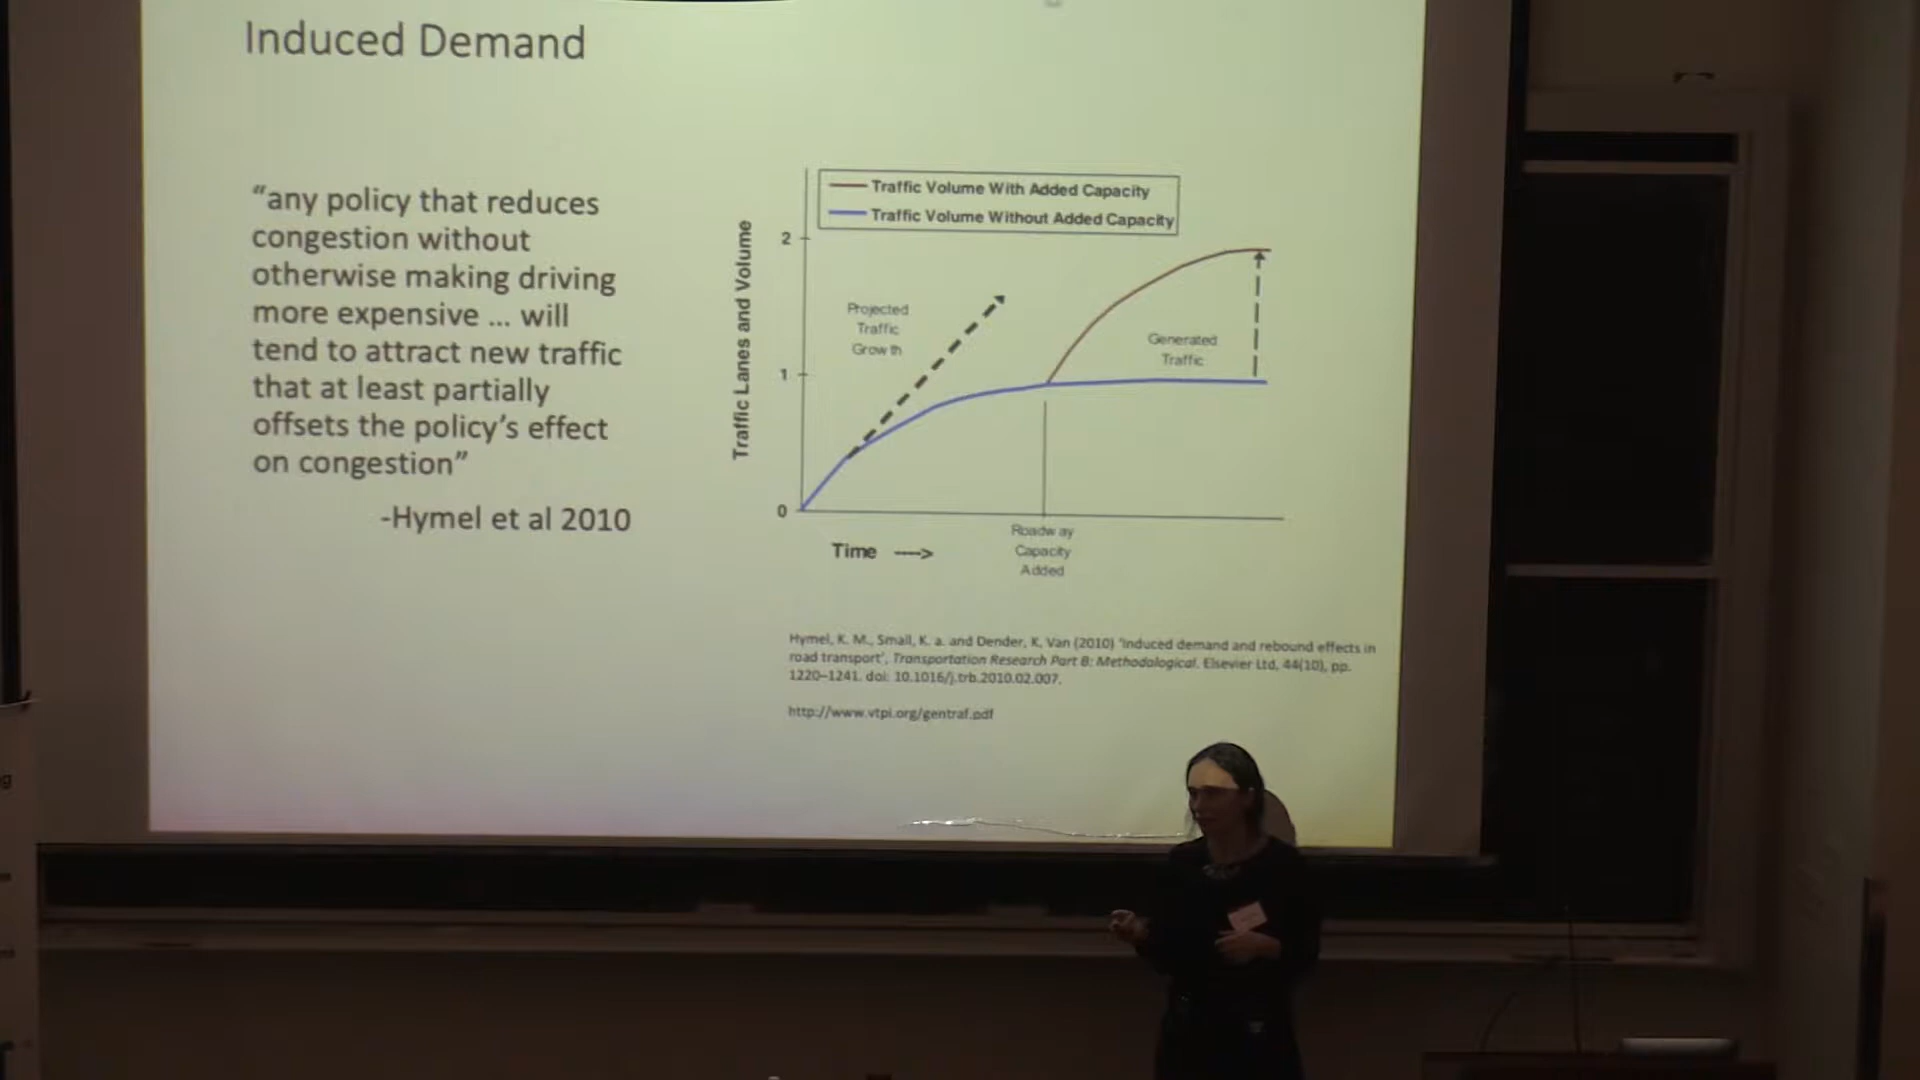 Induced Demand
“any policy that reduces
congestion without
otherwise making driving
more expensive ... will
tend to attract new traffic
that at least partially
offsets the policy’s effect
on congestion”
-Hymel et al 2010
Traffic Volume With Added Capacity
Traffic Volume Without Added Capacity
Traffic Lanes and Volume
2
1
0
Projected
Traffic
Growth
Generated
Traffic
Time ---->
Roadway
Capacity
Added
Hymel, K. M., Small, K. a. and Dender, K. Van (2010) ‘Induced demand and rebound effects in
road transport’, Transportation Research Part B: Methodological. Elsevier Ltd, 44(10), pp.
1220–1241. doi: 10.1016/j.trb.2010.02.007.
http://www.vtpi.org/gentraf.pdf